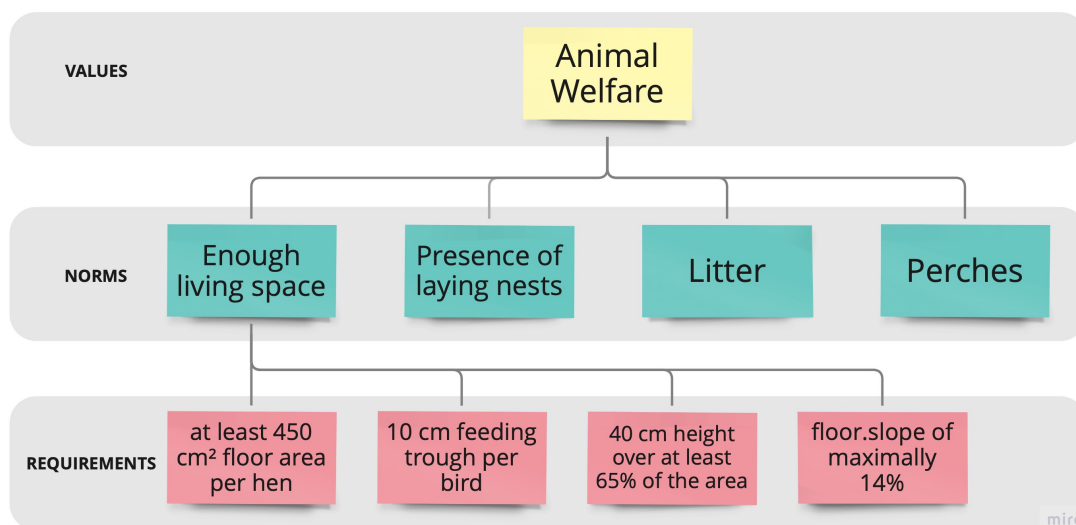 VALUES
Animal
Welfare
NORMS
Enough
living space
Presence of
laying nests
Litter
Perches
REQUIREMENTS
at least 450
cm² floor area
per hen
10 cm feeding
trough per
bird
40 cm height
over at least
65% of the area
floor.slope of
maximally
14%